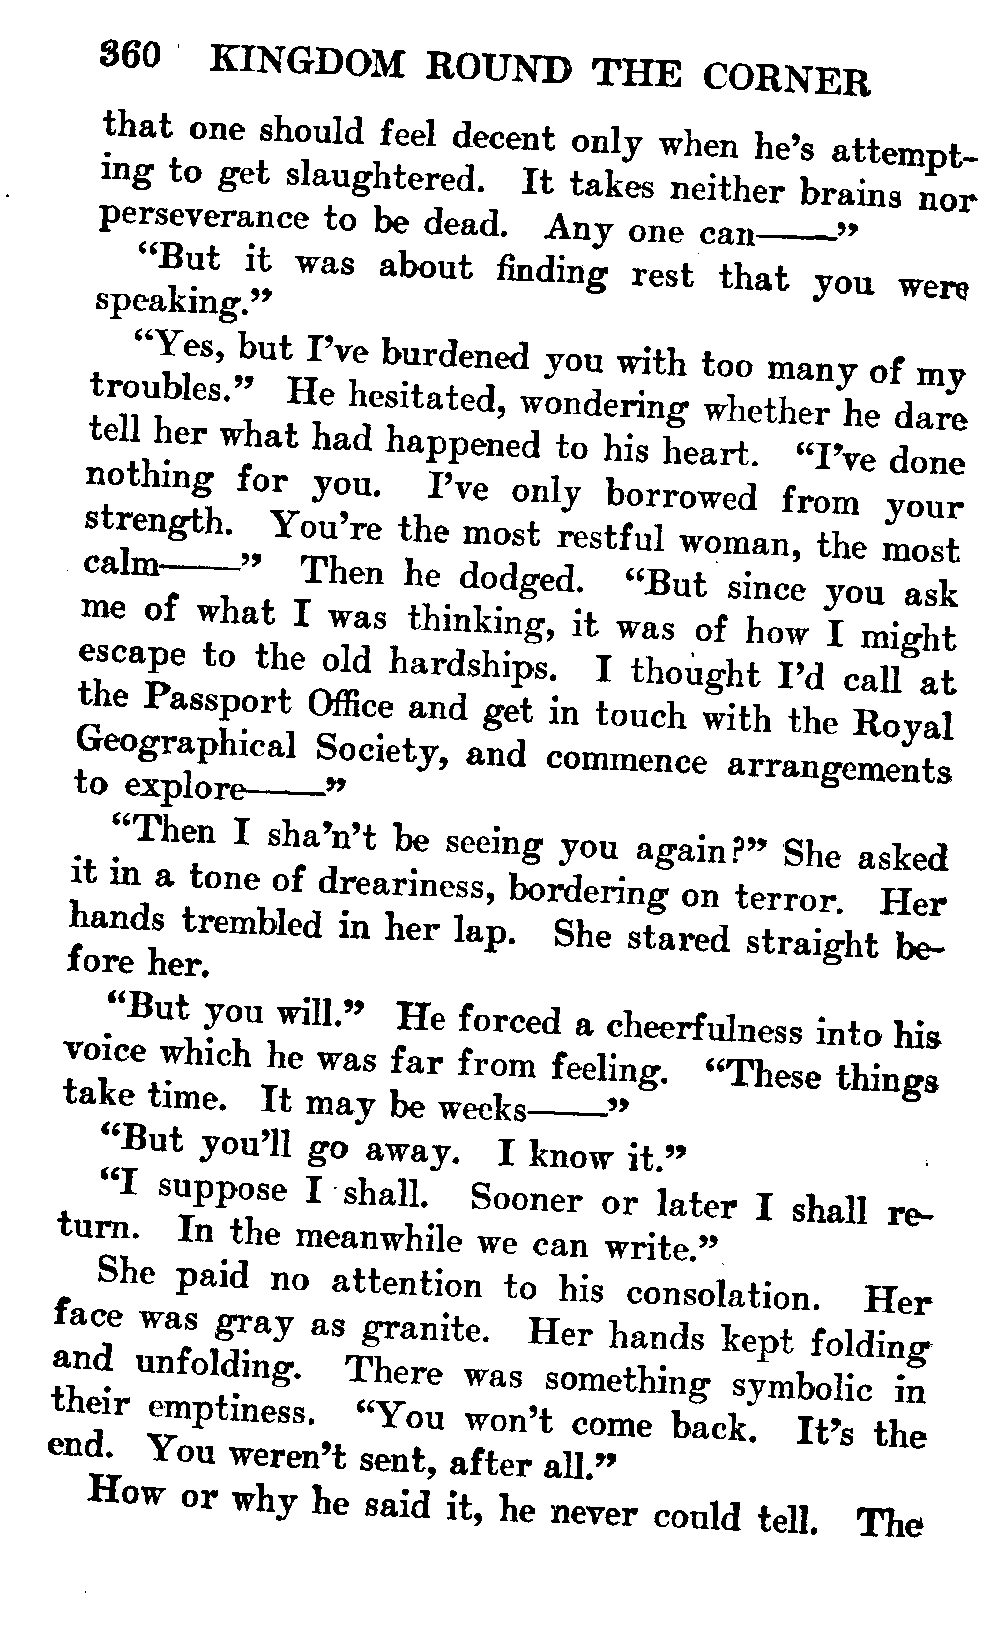 360 KINGDOM ROUND THE CORNER
that one should feel decent only when he's attempt-
ing to get slaughtered. It takes neither brains nor
perseverance to be dead. Any one can——"
"But it was about finding rest that you were
speaking."
"Yes, but I've burdened you with too many of my
troubles." He hesitated, wondering whether he dare
tell her what had happened to his heart. "I've done
nothing for you. I've only borrowed from your
strength. You're the most restful woman, the most
calm——" Then he dodged. "But since you ask
me of what I was thinking, it was of how I might
escape to the old hardships. I thought I'd call at
the Passport Office and get in touch with the Royal
Geographical Society, and commence arrangements
to explore——"
"Then I sha'n't be seeing you again?" She asked
it in a tone of dreariness, bordering on terror. Her
hands trembled in her lap. She stared straight be-
fore her.
"But you will." He forced a cheerfulness into his
voice which he was far from feeling. "These things
take time. It may be weeks——"
"But you'll go away. I know it."
"I suppose I shall. Sooner or later I shall re-
turn. In the meanwhile we can write."
She paid no attention to his consolation. Her
face was gray as granite. Her hands kept folding
and unfolding. There was something symbolic in
their emptiness. "You won't come back. It's the
end. You weren't sent, after all."
How or why he said it, he never could tell. The